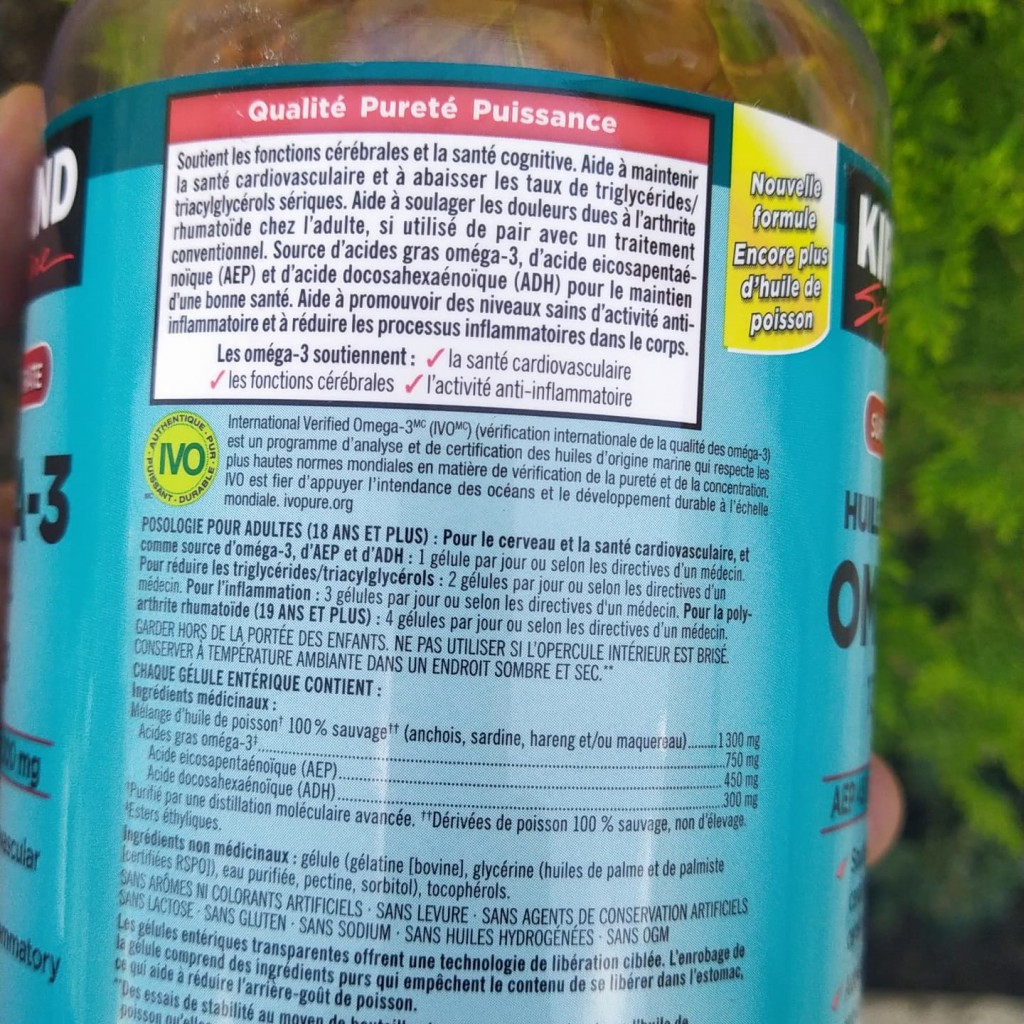 Qualité Pureté Puissance
Soutient les fonctions cérébrales et la santé cognitive. Aide à maintenir
la santé cardiovasculaire et à abaisser les taux de triglycérides/
triacylglycérols sériques. Aide à soulager les douleurs dues à l'arthrite
rhumatoïde chez l'adulte, si utilisé de pair avec un traitement
conventionnel. Source d'acides gras oméga-3, d'acide eicosapentaé-
noïque (AEP) et d'acide docosahexaénoïque (ADH) pour le maintien
d'une bonne santé. Aide à promouvoir des niveaux sains d'activité anti-
inflammatoire et à réduire les processus inflammatoires dans le corps.
Les oméga-3 soutiennent : ✓ la santé cardiovasculaire
✓ les fonctions cérébrales ✓ l'activité anti-inflammatoire
Nouvelle
formule
Encore plus
d'huile de
poisson
AUTHENTIQUE · PUR
IVO
PUISSANT · DURABLE
International Verified Omega-3ᴹᶜ (IVOᴹᶜ) (vérification internationale de la qualité des oméga-3)
est un programme d'analyse et de certification des huiles d'origine marine qui respecte les
plus hautes normes mondiales en matière de vérification de la pureté et de la concentration.
IVO est fier d'appuyer l'intendance des océans et le développement durable à l'échelle
mondiale. ivopure.org
POSOLOGIE POUR ADULTES (18 ANS ET PLUS) : Pour le cerveau et la santé cardiovasculaire, et
comme source d'oméga-3, d'AEP et d'ADH : 1 gélule par jour ou selon les directives d'un médecin.
Pour réduire les triglycérides/triacylglycérols : 2 gélules par jour ou selon les directives d'un
médecin. Pour l'inflammation : 3 gélules par jour ou selon les directives d'un médecin. Pour la poly-
arthrite rhumatoïde (19 ANS ET PLUS) : 4 gélules par jour ou selon les directives d'un médecin.
GARDER HORS DE LA PORTÉE DES ENFANTS. NE PAS UTILISER SI L'OPERCULE INTÉRIEUR EST BRISÉ.
CONSERVER À TEMPÉRATURE AMBIANTE DANS UN ENDROIT SOMBRE ET SEC.**
CHAQUE GÉLULE ENTÉRIQUE CONTIENT :
Ingrédients médicinaux :
Mélange d'huile de poisson† 100 % sauvage†† (anchois, sardine, hareng et/ou maquereau)........1 300 mg
Acides gras oméga-3‡........750 mg
Acide eicosapentaénoïque (AEP)........450 mg
Acide docosahexaénoïque (ADH)........300 mg
†Purifié par une distillation moléculaire avancée. ††Dérivées de poisson 100 % sauvage, non d'élevage.
‡Esters éthyliques.
Ingrédients non médicinaux : gélule (gélatine [bovine], glycérine (huiles de palme et de palmiste
[certifiées RSPO]), eau purifiée, pectine, sorbitol), tocophérols.
SANS ARÔMES NI COLORANTS ARTIFICIELS · SANS LEVURE · SANS AGENTS DE CONSERVATION ARTIFICIELS
SANS LACTOSE · SANS GLUTEN · SANS SODIUM · SANS HUILES HYDROGÉNÉES · SANS OGM
Les gélules entériques transparentes offrent une technologie de libération ciblée. L'enrobage de
la gélule comprend des ingrédients purs qui empêchent le contenu de se libérer dans l'estomac,
ce qui aide à réduire l'arrière-goût de poisson.
**Des essais de stabilité au moyen de